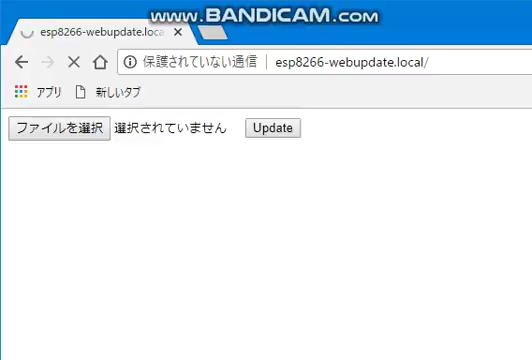 www.BANDICAM.com
esp8266-webupdate.loca
保護されていない通信 esp8266-webupdate.local/
アプリ 新しいタブ
ファイルを選択 選択されていません Update